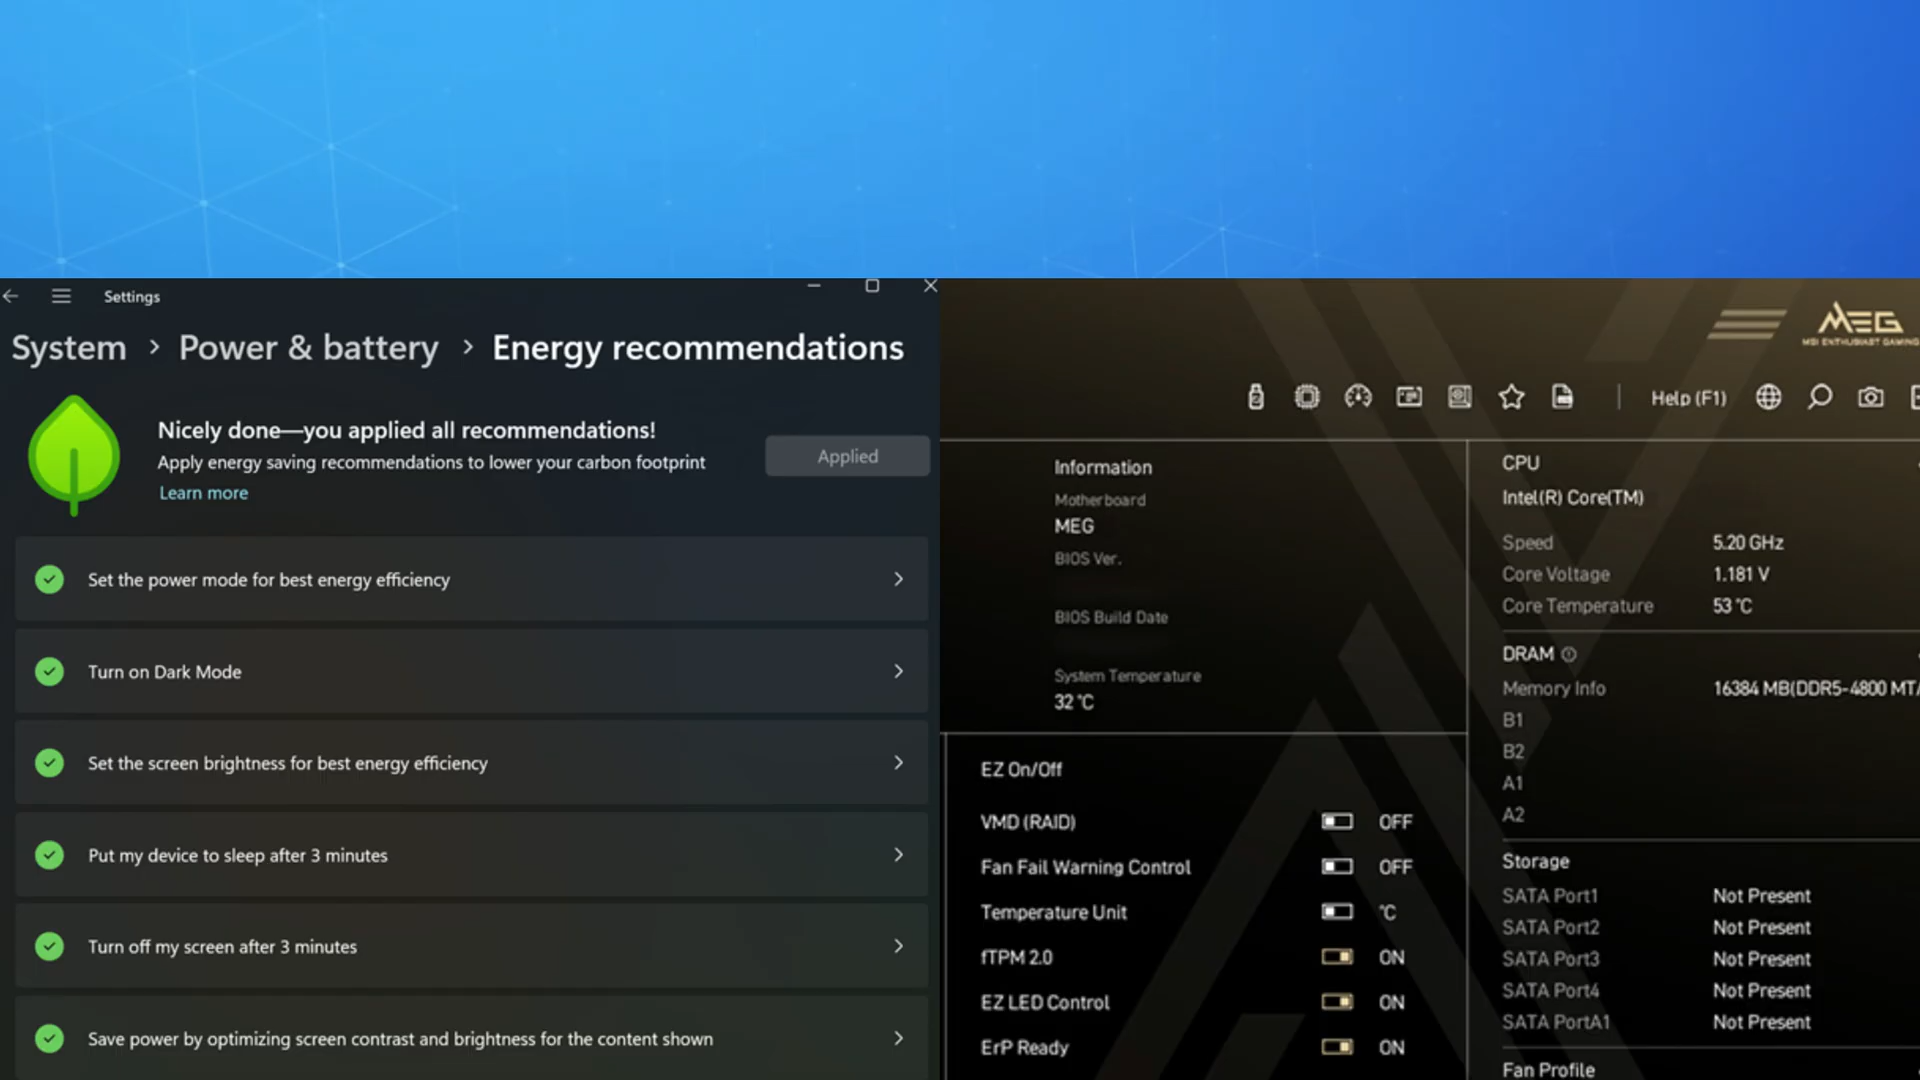 Settings
System > Power & battery > Energy recommendations
Nicely done—you applied all recommendations!
Apply energy saving recommendations to lower your carbon footprint
Learn more
Applied
Set the power mode for best energy efficiency
Turn on Dark Mode
Set the screen brightness for best energy efficiency
Put my device to sleep after 3 minutes
Turn off my screen after 3 minutes
Save power by optimizing screen contrast and brightness for the content shown
MEG
MSI ENTHUSIAST GAMING
Help (F1)
Information
Motherboard
MEG
BIOS Ver.
BIOS Build Date
System Temperature
32 °C
EZ On/Off
VMD (RAID) OFF
Fan Fail Warning Control OFF
Temperature Unit °C
fTPM 2.0 ON
EZ LED Control ON
ErP Ready ON
CPU
Intel(R) Core(TM)
Speed 5.20 GHz
Core Voltage 1.181 V
Core Temperature 53 °C
DRAM
Memory Info 16384 MB(DDR5-4800 MT/
B1
B2
A1
A2
Storage
SATA Port1 Not Present
SATA Port2 Not Present
SATA Port3 Not Present
SATA Port4 Not Present
SATA PortA1 Not Present
Fan Profile